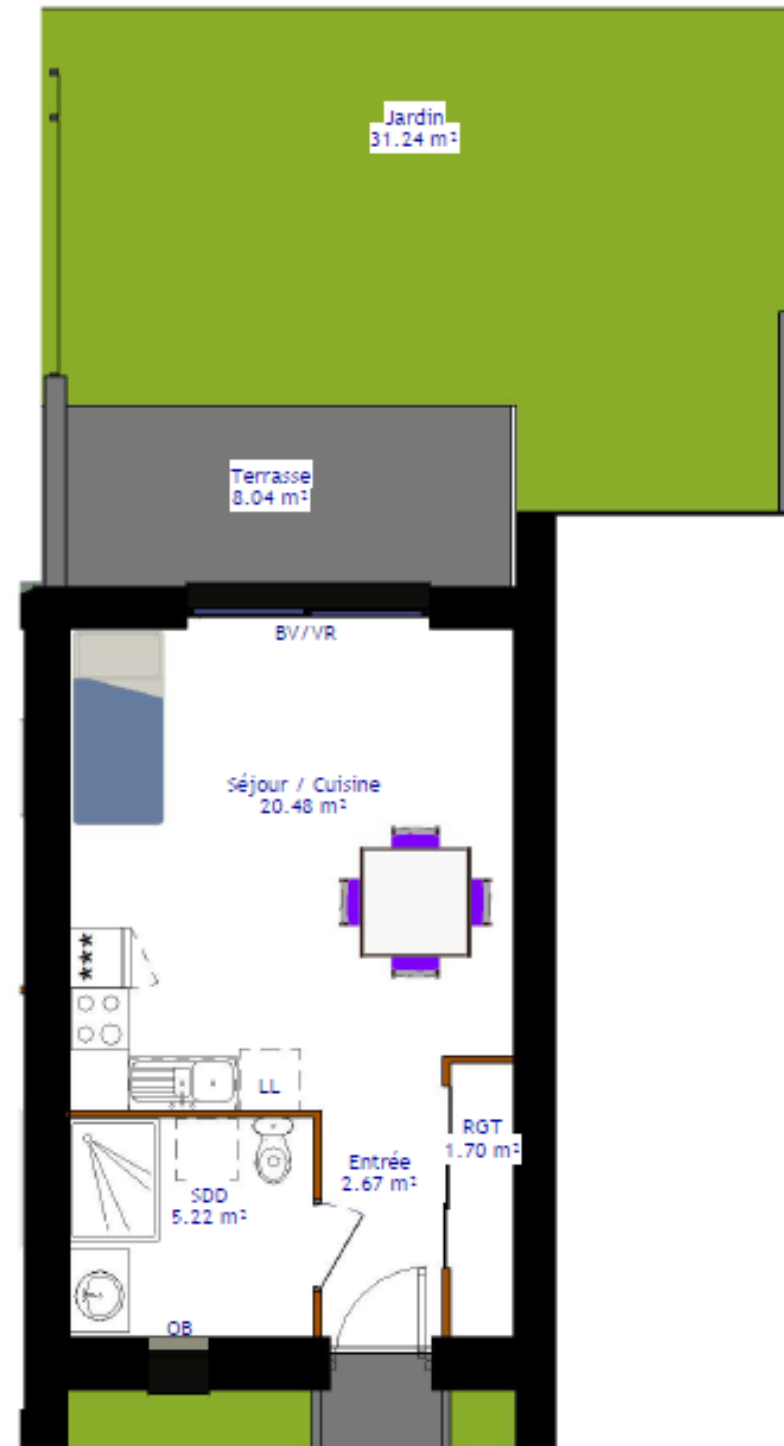 Jardin
31.24 m²
Terrasse
8.04 m²
BV/VR
Séjour / Cuisine
20.48 m²
***
LL
RGT
1.70 m²
Entrée
2.67 m²
SDD
5.22 m²
OB